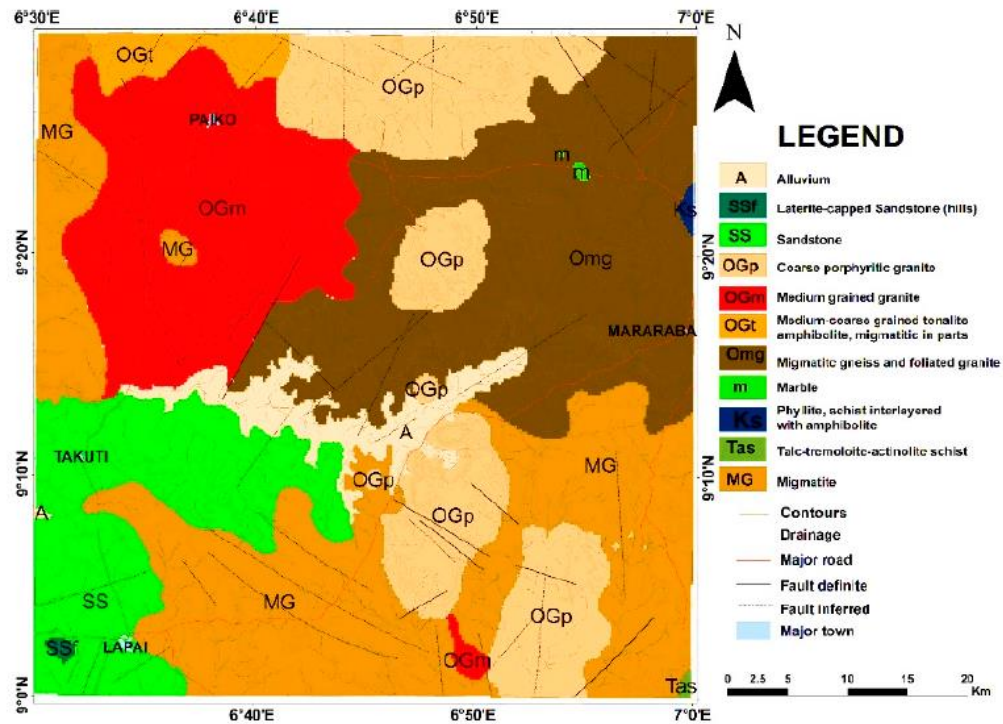 6°30'E 6°40'E 6°50'E 7°0'E
N
OGt
OGp
MG
PAIKO
m
m
OGm
Ks
MG
OGp
Omg
9°20'N
9°20'N
MARARABA
OGp
A
TAKUTI
OGp
MG
9°10'N
9°10'N
A
OGp
SS
MG
OGp
SSf
LAPAI
OGm
Tas
9°0'N
9°0'N
6°40'E 6°50'E 7°0'E
LEGEND
A Alluvium
SSf Laterite-capped Sandstone (hills)
SS Sandstone
OGp Coarse porphyritic granite
OGm Medium grained granite
OGt Medium-coarse grained tonalite
amphibolite, migmatitic in parts
Omg Migmatitic gneiss and foliated granite
m Marble
Ks Phyllite, schist interlayered
with amphibolite
Tas Talc-tremoloite-actinolite schist
MG Migmatite
Contours
Drainage
Major road
Fault definite
Fault inferred
Major town
0 2.5 5 10 15 20
Km